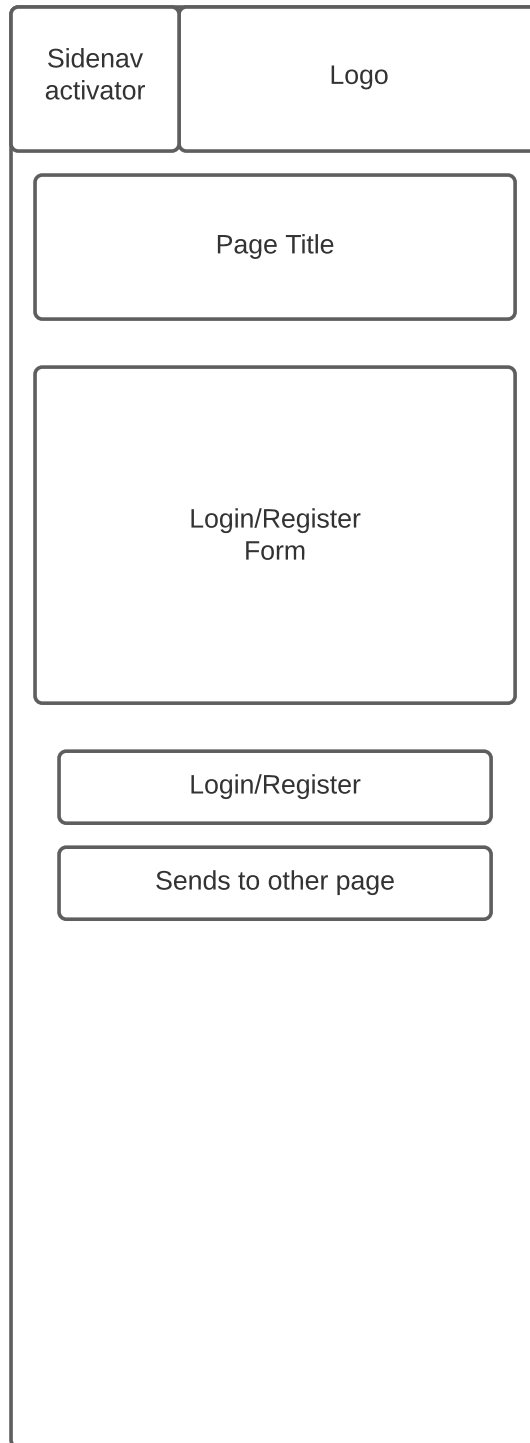 Sidenav
activator
Logo
Page Title
Login/Register
Form
Login/Register
Sends to other page